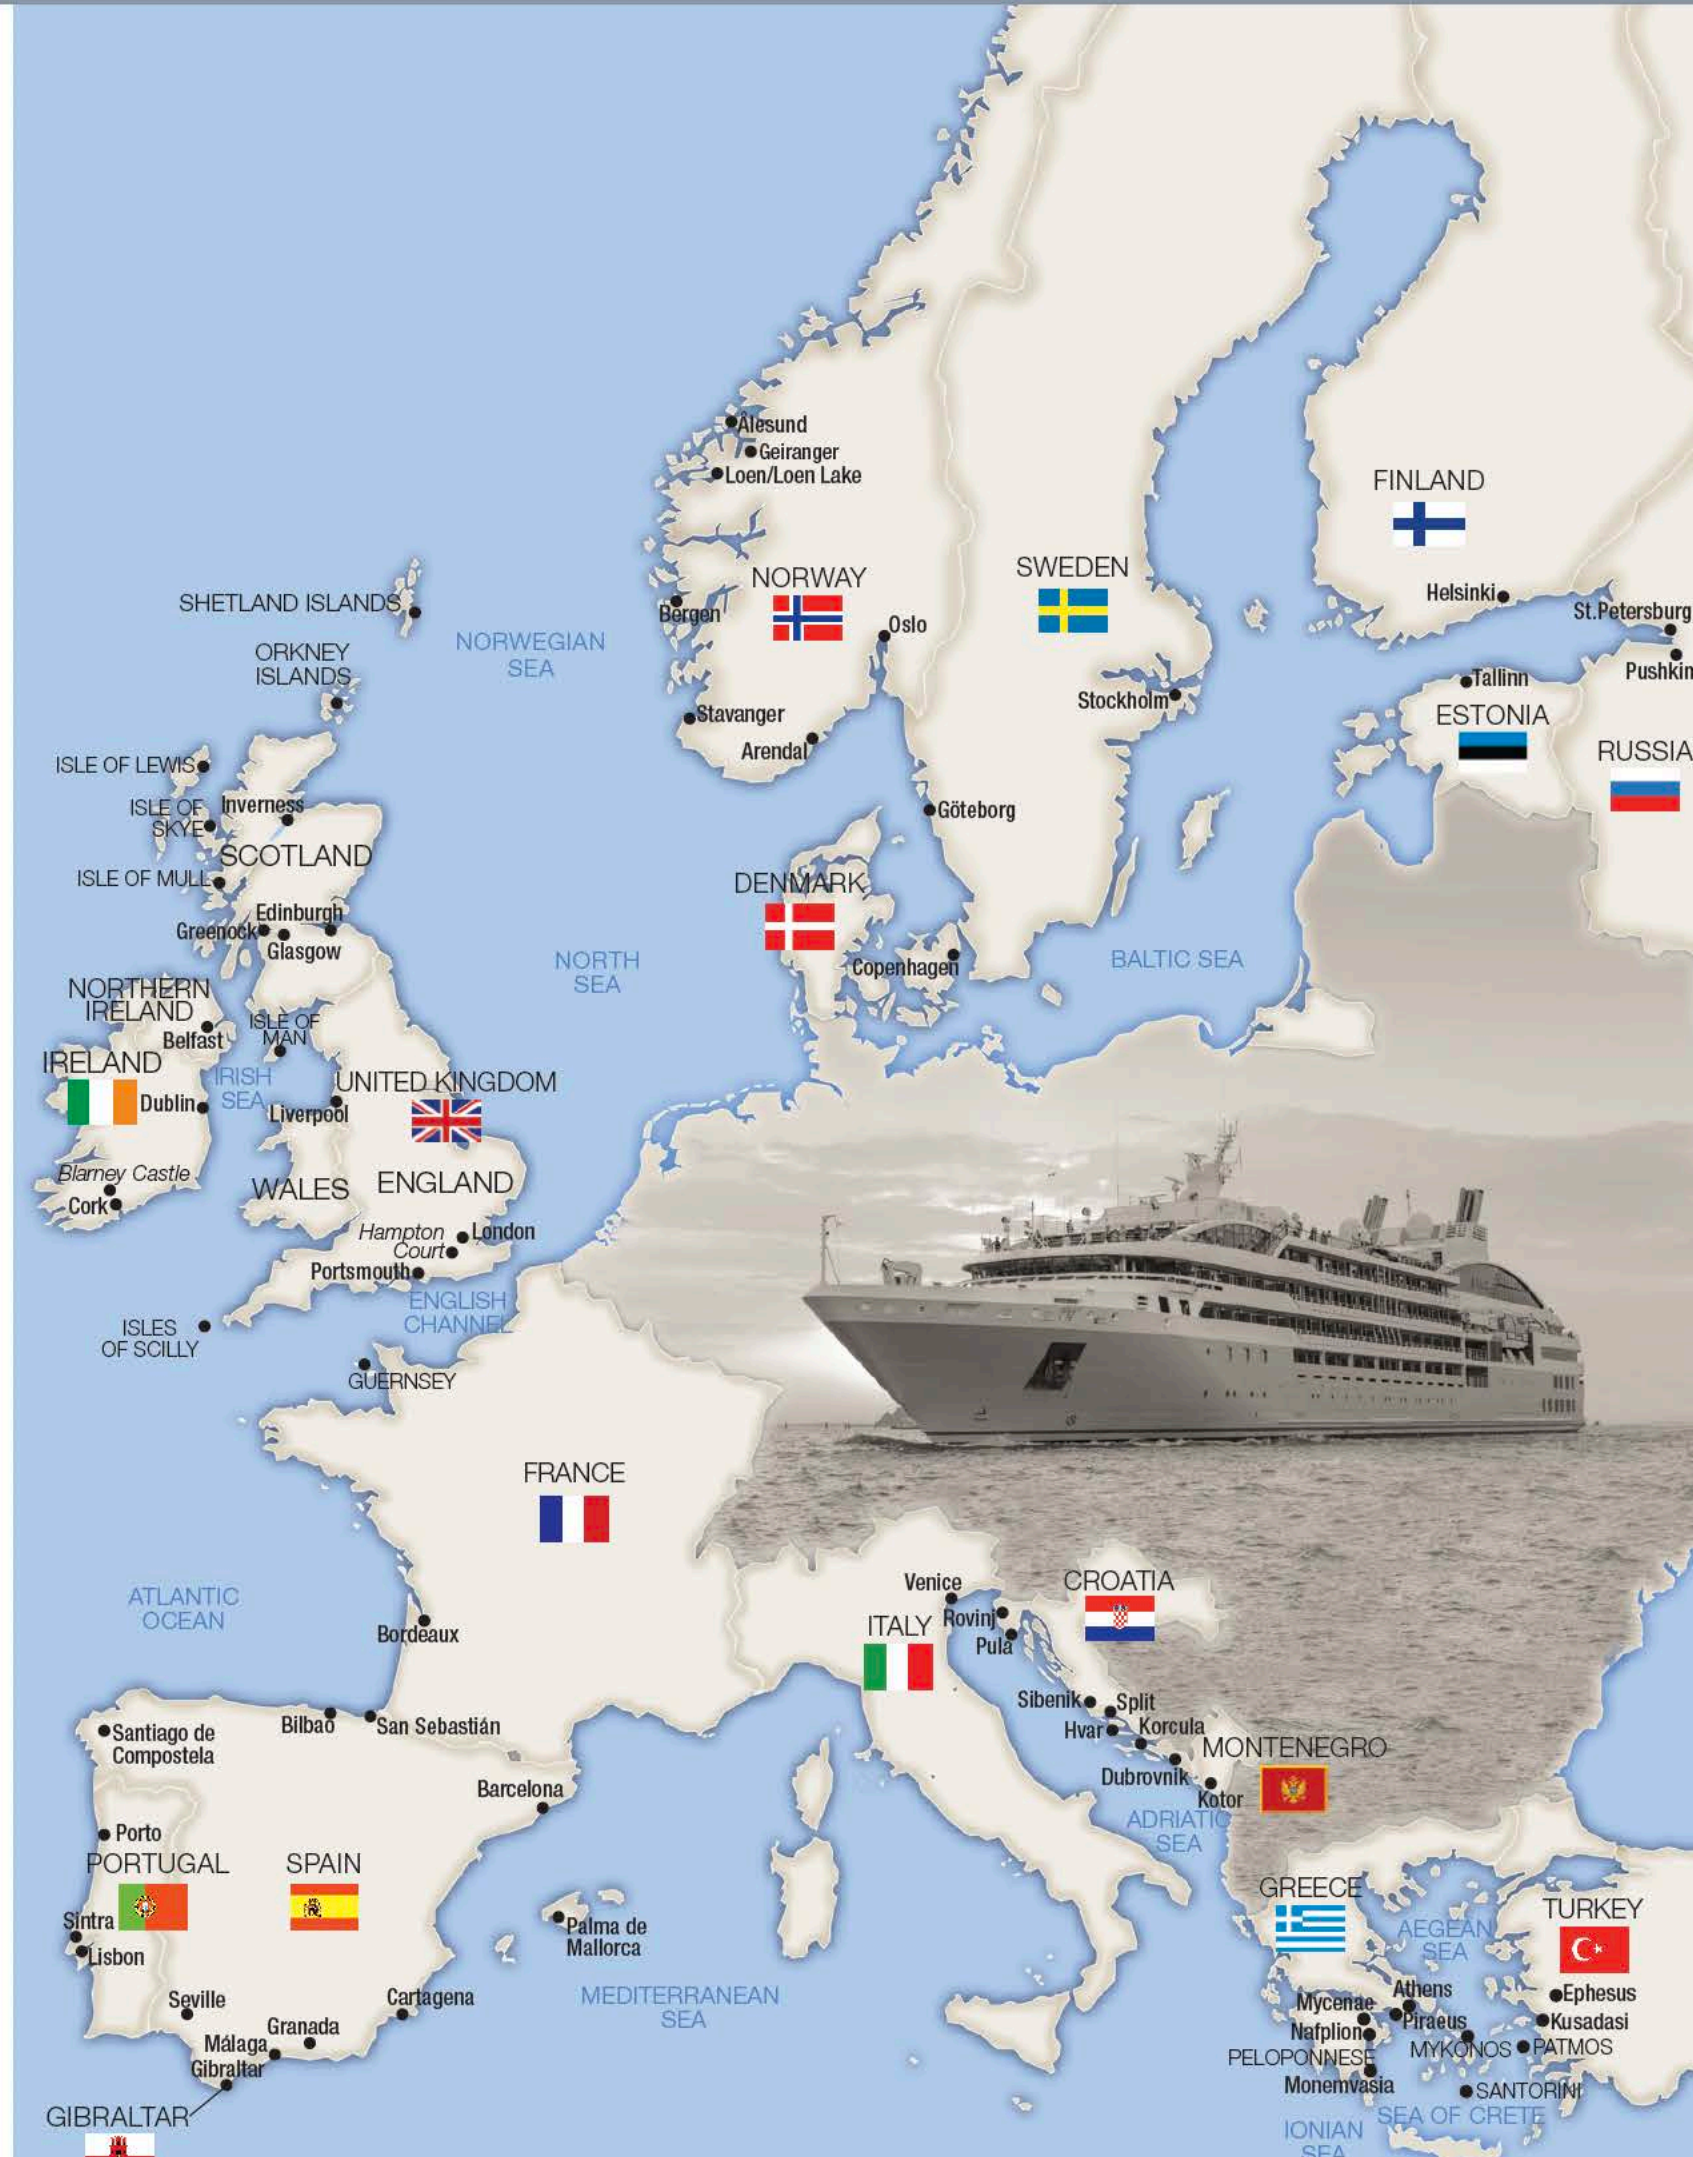 Ålesund
Geiranger
Loen/Loen Lake
FINLAND
SWEDEN
NORWAY
Helsinki
SHETLAND ISLANDS
St.Petersburg
Bergen
Oslo
NORWEGIAN
SEA
ORKNEY
ISLANDS
Pushkin
Tallinn
Stockholm
Stavanger
ESTONIA
Arendal
RUSSIA
ISLE OF LEWIS
ISLE OF
SKYE
Inverness
Göteborg
SCOTLAND
ISLE OF MULL
DENMARK
Edinburgh
Greenock
Glasgow
NORTH
SEA
BALTIC SEA
Copenhagen
NORTHERN
IRELAND
Belfast
ISLE OF
MAN
IRELAND
IRISH
SEA
UNITED KINGDOM
Dublin
Liverpool
Blarney Castle
WALES
ENGLAND
Cork
Hampton
Court
London
Portsmouth
ENGLISH
CHANNEL
ISLES
OF SCILLY
GUERNSEY
FRANCE
ATLANTIC
OCEAN
Bordeaux
Venice
CROATIA
ITALY
Rovinj
Pula
Sibenik
Split
Hvar
Korcula
Santiago de
Compostela
Bilbao
San Sebastián
MONTENEGRO
Dubrovnik
Kotor
Barcelona
ADRIATIC
SEA
Porto
PORTUGAL
SPAIN
GREECE
TURKEY
Sintra
Lisbon
Palma de
Mallorca
AEGEAN
SEA
Seville
Cartagena
MEDITERRANEAN
SEA
Athens
Ephesus
Mycenae
Piraeus
Kusadasi
Granada
Málaga
Nafplion
MYKONOS
PATMOS
PELOPONNESE
Gibraltar
Monemvasia
SANTORINI
GIBRALTAR
SEA OF CRETE
IONIAN
SEA